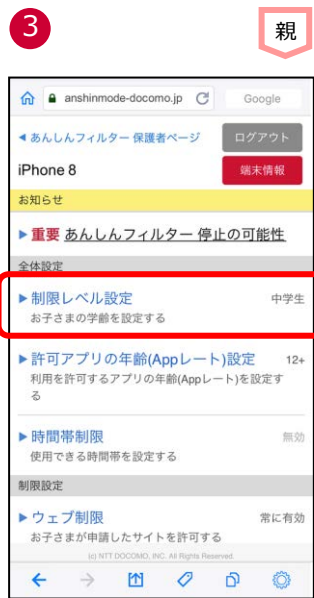 3
親
anshinmode-docomo.jp
Google
あんしんフィルター 保護者ページ
ログアウト
iPhone 8
端末情報
お知らせ
▶重要 あんしんフィルター 停止の可能性
全体設定
▶制限レベル設定 中学生
お子さまの学齢を設定する
▶許可アプリの年齢(Appレート)設定 12+
利用を許可するアプリの年齢(Appレート)を設定す
る
▶時間帯制限 無効
使用できる時間帯を設定する
制限設定
▶ウェブ制限 常に有効
お子さまが申請したサイトを許可する
(c) NTT DOCOMO, INC. All Rights Reserved.